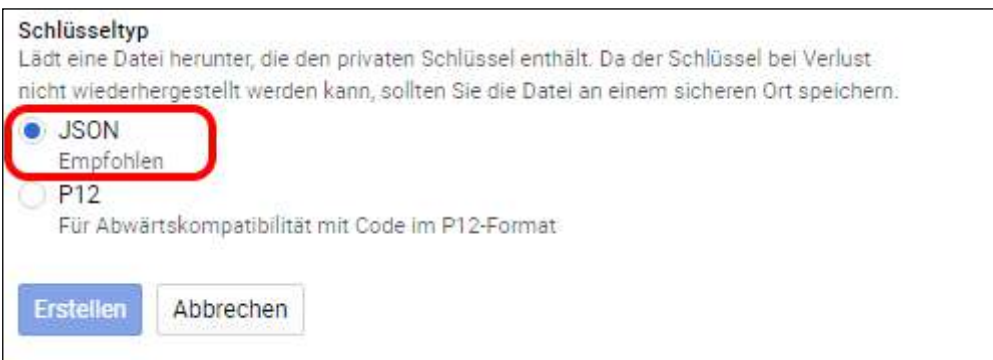 Schlüsseltyp
Lädt eine Datei herunter, die den privaten Schlüssel enthält. Da der Schlüssel bei Verlust
nicht wiederhergestellt werden kann, sollten Sie die Datei an einem sicheren Ort speichern.
JSON
Empfohlen
P12
Für Abwärtskompatibilität mit Code im P12-Format
Erstellen Abbrechen